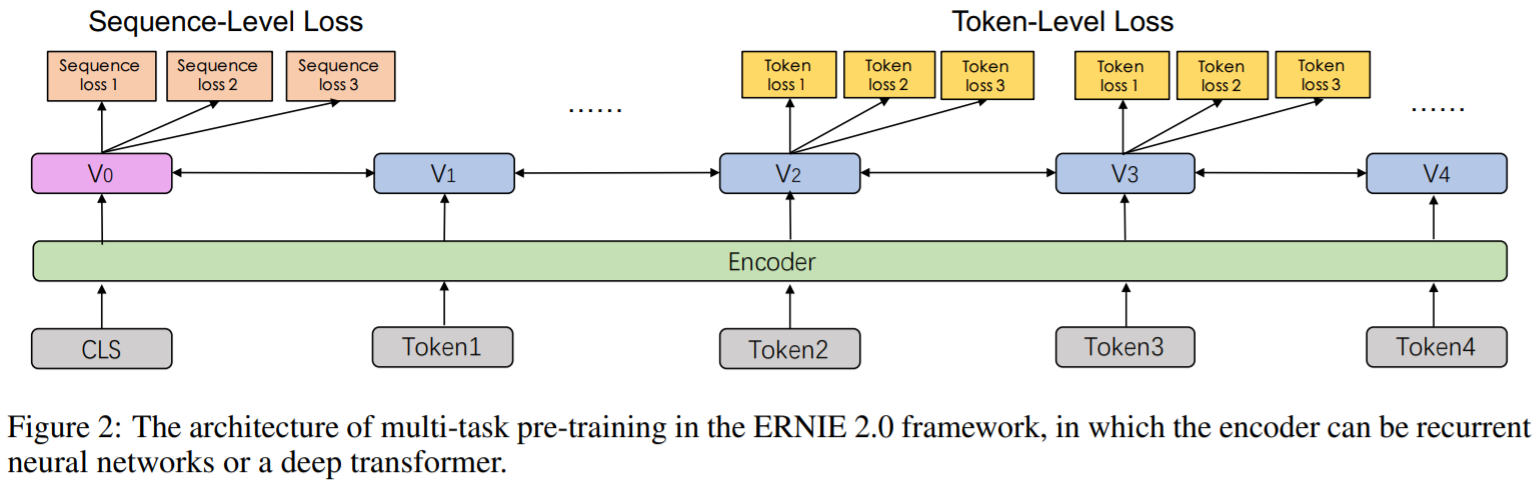 Sequence-Level Loss Token-Level Loss
Sequence loss 1 Sequence loss 2 Sequence loss 3 ...... Token loss 1 Token loss 2 Token loss 3 Token loss 1 Token loss 2 Token loss 3 ......
V0 V1 V2 V3 V4
Encoder
CLS Token1 Token2 Token3 Token4
Figure 2: The architecture of multi-task pre-training in the ERNIE 2.0 framework, in which the encoder can be recurrent
neural networks or a deep transformer.